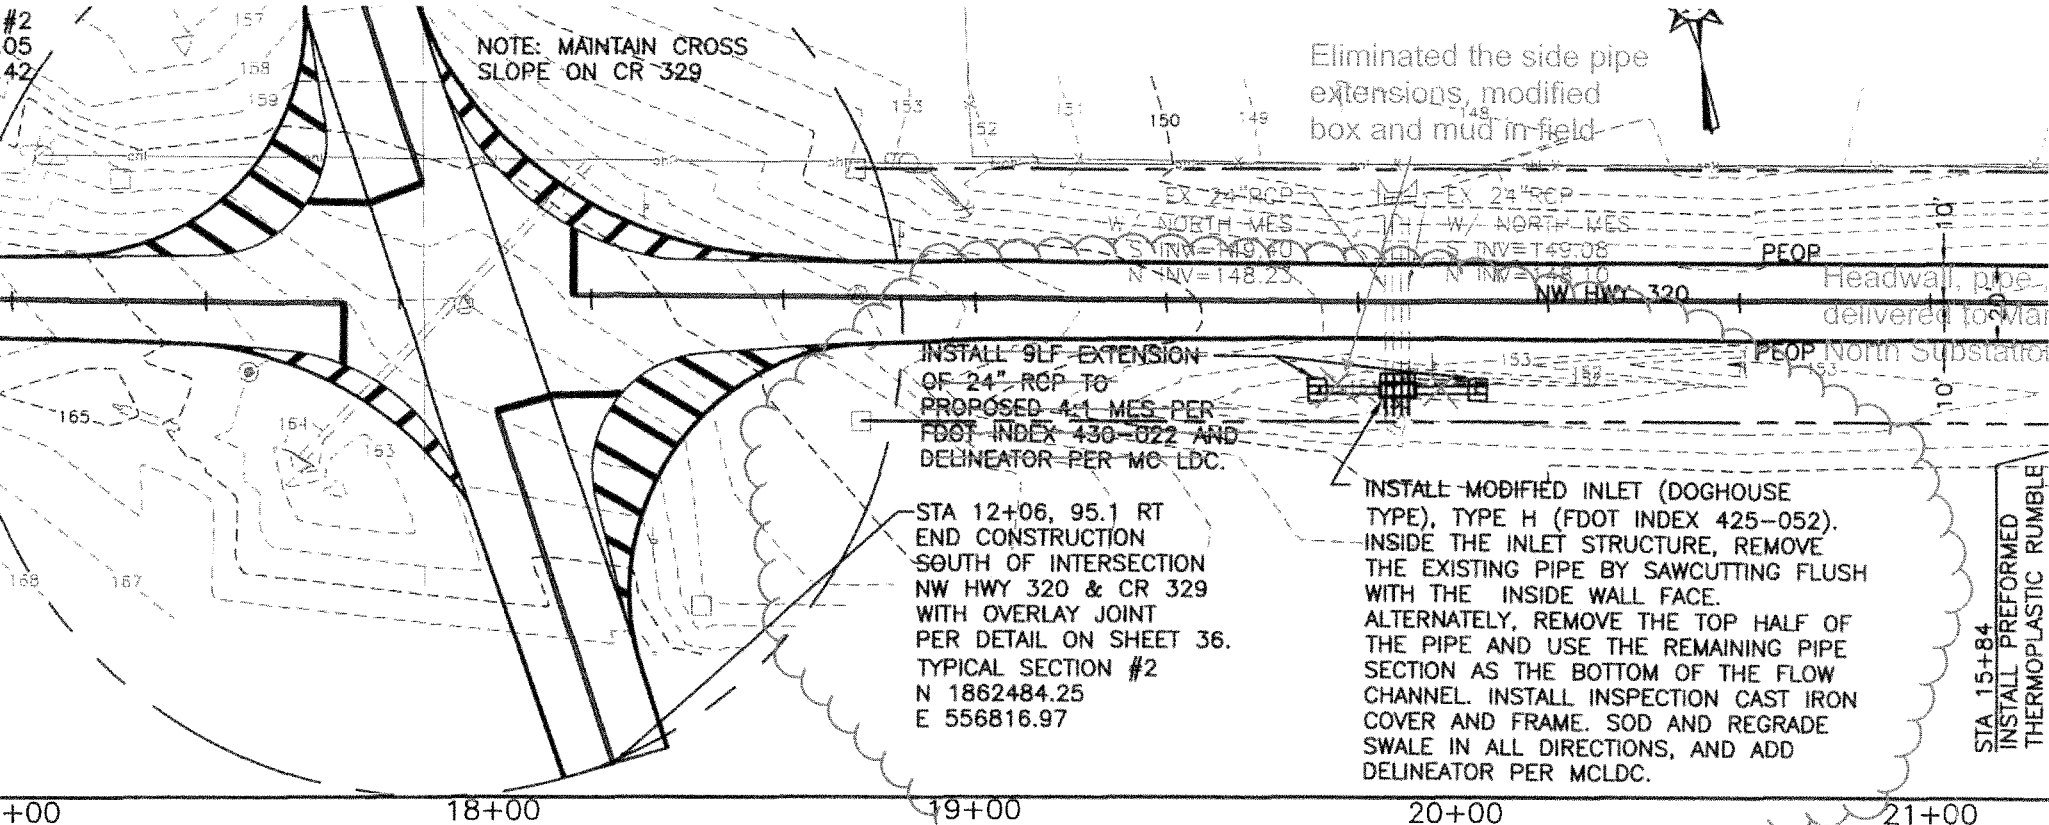 #2
05
42
157
158
159
NOTE: MAINTAIN CROSS
SLOPE ON CR 329
153
152
151
150
149
148
Eliminated the side pipe
extensions, modified
box and mud in field
EX 24"RCP
W/ NORTH MES
S INV=149.40
N INV=148.23
EX 24"RCP
W/ NORTH MES
S INV=149.08
N INV=148.10
PEOP
NW HWY 320
10'
20'
10'
Headwall, pipe
delivered to Mar
North Substation
PEOP
153
152
153
INSTALL 9LF EXTENSION
OF 24" RCP TO
PROPOSED 4:1 MES PER
FDOT INDEX 430-022 AND
DELINEATOR PER MC LDC.
165
164
163
168
167
STA 12+06, 95.1 RT
END CONSTRUCTION
SOUTH OF INTERSECTION
NW HWY 320 & CR 329
WITH OVERLAY JOINT
PER DETAIL ON SHEET 36.
TYPICAL SECTION #2
N 1862484.25
E 556816.97
INSTALL MODIFIED INLET (DOGHOUSE
TYPE), TYPE H (FDOT INDEX 425-052).
INSIDE THE INLET STRUCTURE, REMOVE
THE EXISTING PIPE BY SAWCUTTING FLUSH
WITH THE INSIDE WALL FACE.
ALTERNATELY, REMOVE THE TOP HALF OF
THE PIPE AND USE THE REMAINING PIPE
SECTION AS THE BOTTOM OF THE FLOW
CHANNEL. INSTALL INSPECTION CAST IRON
COVER AND FRAME. SOD AND REGRADE
SWALE IN ALL DIRECTIONS, AND ADD
DELINEATOR PER MCLDC.
STA 15+84
INSTALL PREFORMED
THERMOPLASTIC RUMBLE
+00
18+00
19+00
20+00
21+00